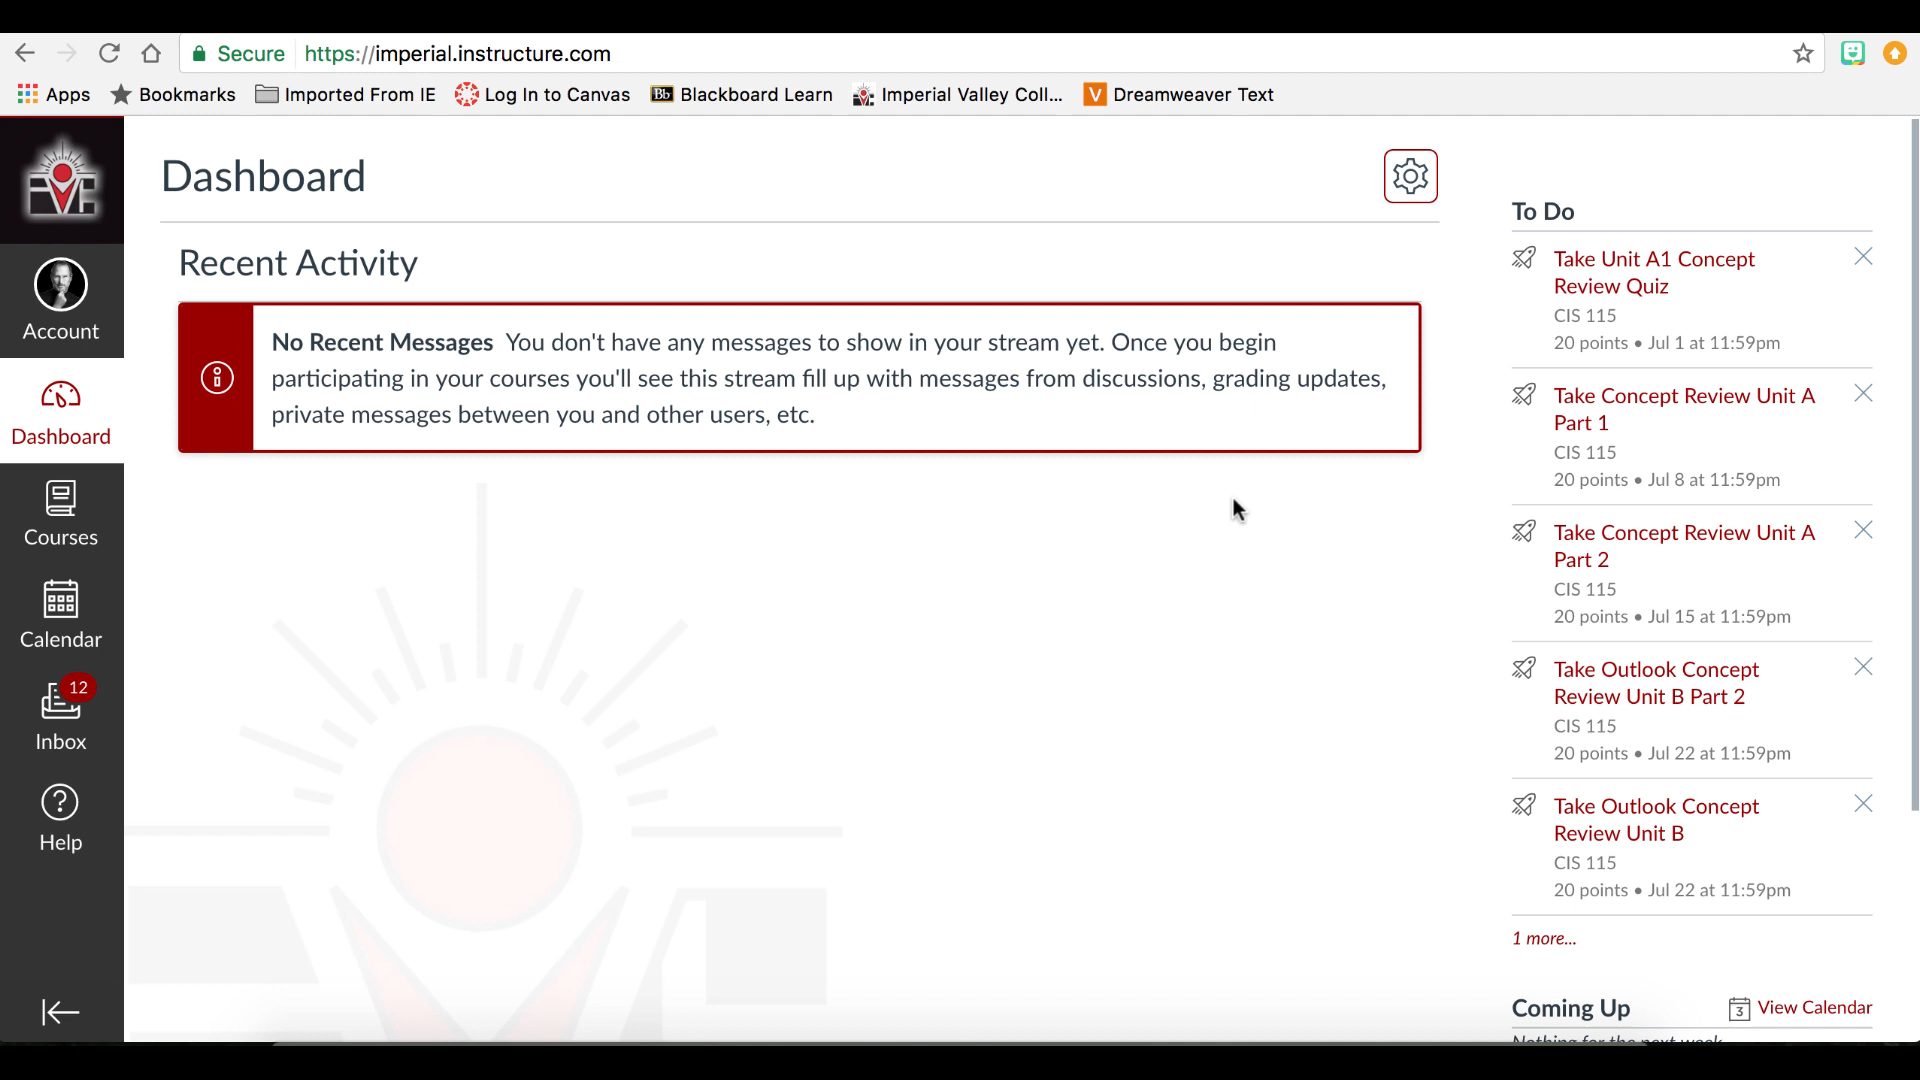 Secure https://imperial.instructure.com
Apps Bookmarks Imported From IE Log In to Canvas Bb Blackboard Learn Imperial Valley Coll... V Dreamweaver Text
IVC
Account
Dashboard
Courses
Calendar
12
Inbox
Help
Dashboard
Recent Activity
No Recent Messages You don't have any messages to show in your stream yet. Once you begin
participating in your courses you'll see this stream fill up with messages from discussions, grading updates,
private messages between you and other users, etc.
To Do
Take Unit A1 Concept
Review Quiz
CIS 115
20 points • Jul 1 at 11:59pm
Take Concept Review Unit A
Part 1
CIS 115
20 points • Jul 8 at 11:59pm
Take Concept Review Unit A
Part 2
CIS 115
20 points • Jul 15 at 11:59pm
Take Outlook Concept
Review Unit B Part 2
CIS 115
20 points • Jul 22 at 11:59pm
Take Outlook Concept
Review Unit B
CIS 115
20 points • Jul 22 at 11:59pm
1 more...
Coming Up 3 View Calendar
Nothing for the next week